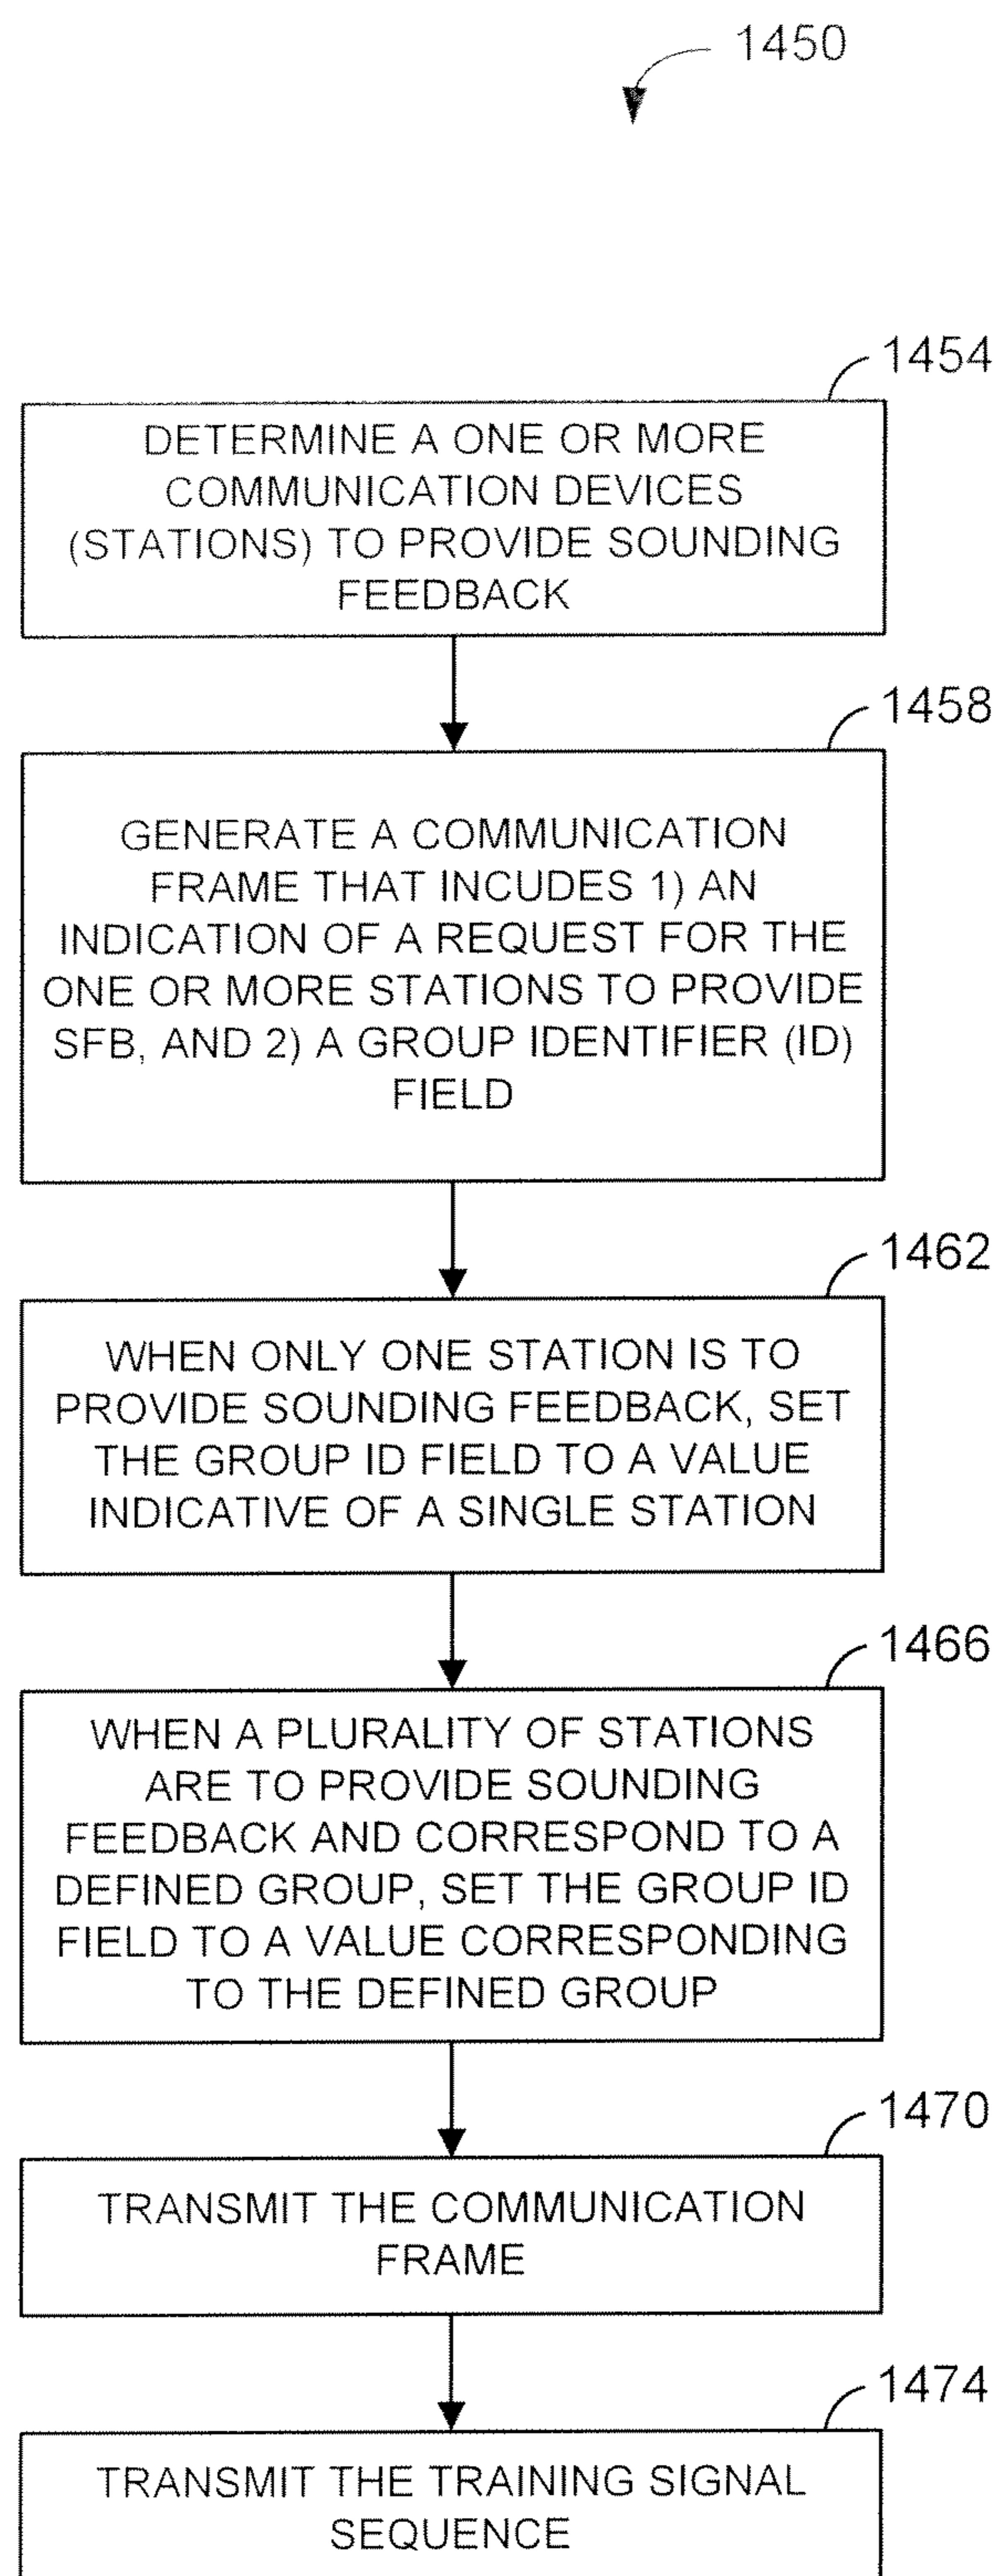 1450
1454
DETERMINE A ONE OR MORE
COMMUNICATION DEVICES
(STATIONS) TO PROVIDE SOUNDING
FEEDBACK
1458
GENERATE A COMMUNICATION
FRAME THAT INCUDES 1) AN
INDICATION OF A REQUEST FOR THE
ONE OR MORE STATIONS TO PROVIDE
SFB, AND 2) A GROUP IDENTIFIER (ID)
FIELD
1462
WHEN ONLY ONE STATION IS TO
PROVIDE SOUNDING FEEDBACK, SET
THE GROUP ID FIELD TO A VALUE
INDICATIVE OF A SINGLE STATION
1466
WHEN A PLURALITY OF STATIONS
ARE TO PROVIDE SOUNDING
FEEDBACK AND CORRESPOND TO A
DEFINED GROUP, SET THE GROUP ID
FIELD TO A VALUE CORRESPONDING
TO THE DEFINED GROUP
1470
TRANSMIT THE COMMUNICATION
FRAME
1474
TRANSMIT THE TRAINING SIGNAL
SEQUENCE